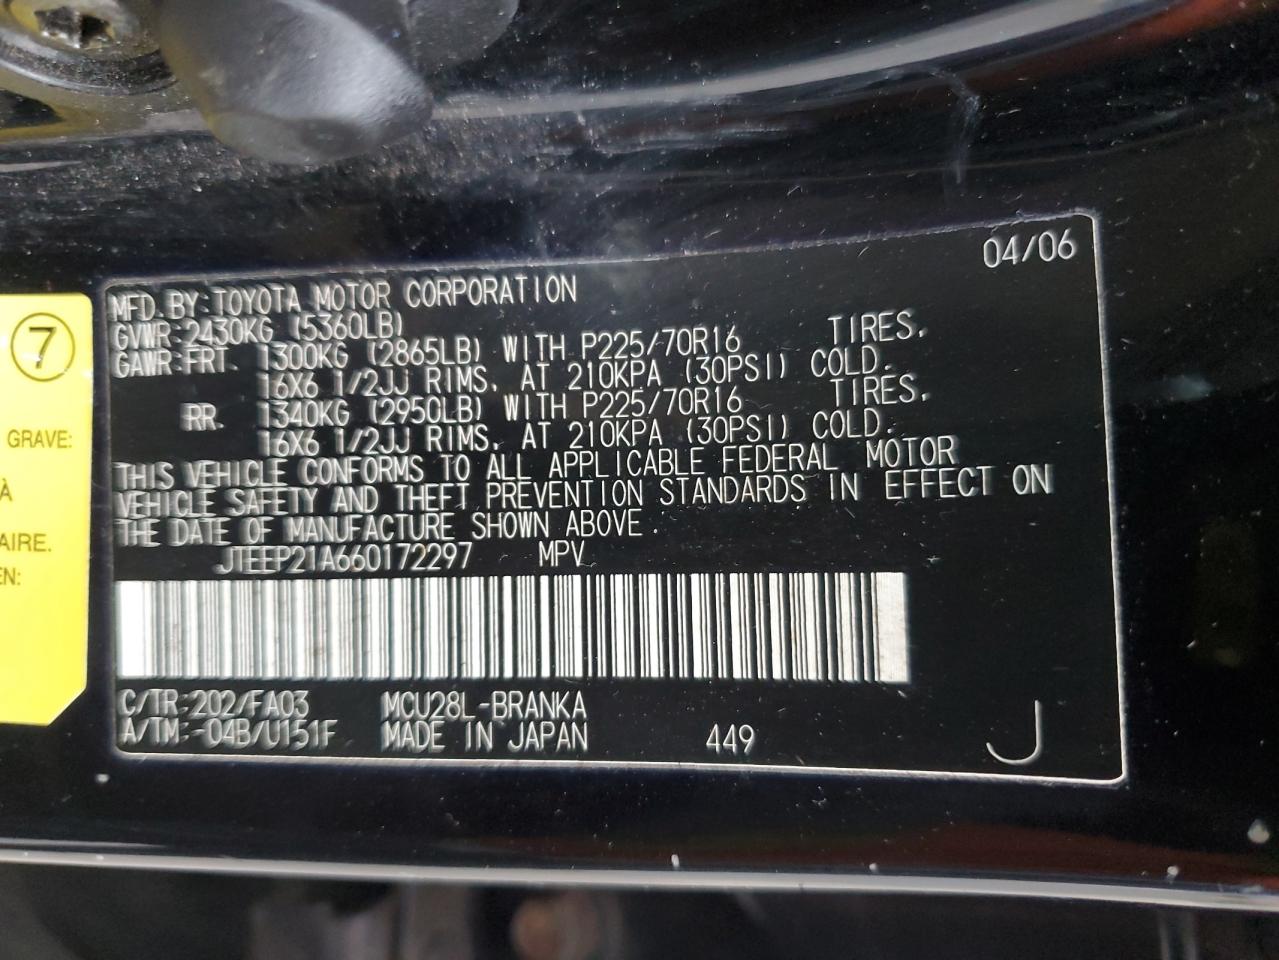 04/06
MFD. BY: TOYOTA MOTOR CORPORATION
GVWR: 2430KG (5360LB)
GAWR: FRT. 1300KG (2865LB) WITH P225/70R16 TIRES,
16X6 1/2JJ RIMS, AT 210KPA (30PSI) COLD.
RR. 1340KG (2950LB) WITH P225/70R16 TIRES,
16X6 1/2JJ RIMS, AT 210KPA (30PSI) COLD.
THIS VEHICLE CONFORMS TO ALL APPLICABLE FEDERAL MOTOR
VEHICLE SAFETY AND THEFT PREVENTION STANDARDS IN EFFECT ON
THE DATE OF MANUFACTURE SHOWN ABOVE.
JTEEP21A660172297 MPV
C/TR: 202/FA03 MCU28L-BRANKA
A/TM: -04B/U151F MADE IN JAPAN 449 J
7
GRAVE:
À
AIRE.
EN: